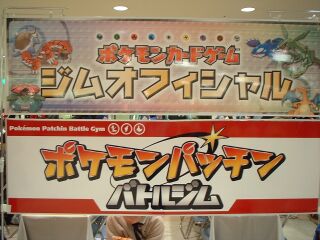 ポケモンカードゲーム
ジムオフィシャル
Pokémon Patchin Battle Gym
ポケモンパッチン
バトルジム